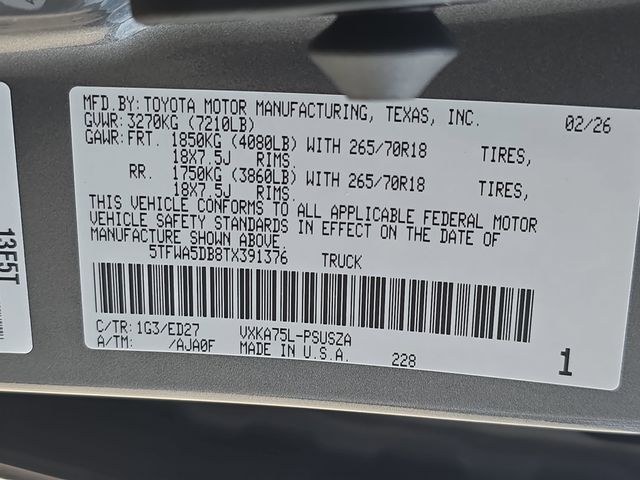 MFD.BY: TOYOTA MOTOR MANUFACTURING, TEXAS, INC. 02/26
GVWR: 3270KG (7210LB)
GAWR: FRT. 1850KG (4080LB) WITH 265/70R18 TIRES,
18X7.5J RIMS.
RR. 1750KG (3860LB) WITH 265/70R18 TIRES,
18X7.5J RIMS.
THIS VEHICLE CONFORMS TO ALL APPLICABLE FEDERAL MOTOR
VEHICLE SAFETY STANDARDS IN EFFECT ON THE DATE OF
MANUFACTURE SHOWN ABOVE.
5TFWA5DB8TX391376 TRUCK
C/TR: 1G3/ED27 VXKA75L-PSUSZA
A/TM: /AJA0F MADE IN U.S.A. 228 1
13F5T